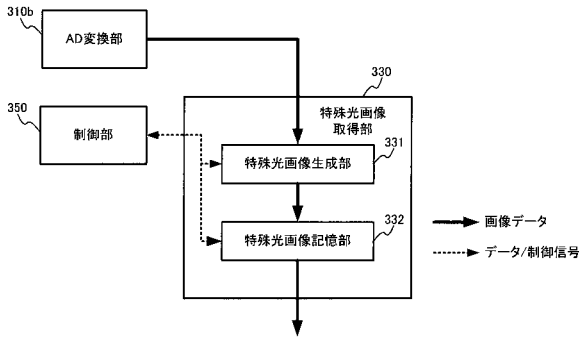 310b
AD変換部
350
制御部
330
特殊光画像
取得部
331
特殊光画像生成部
332
特殊光画像記憶部
画像データ
データ/制御信号